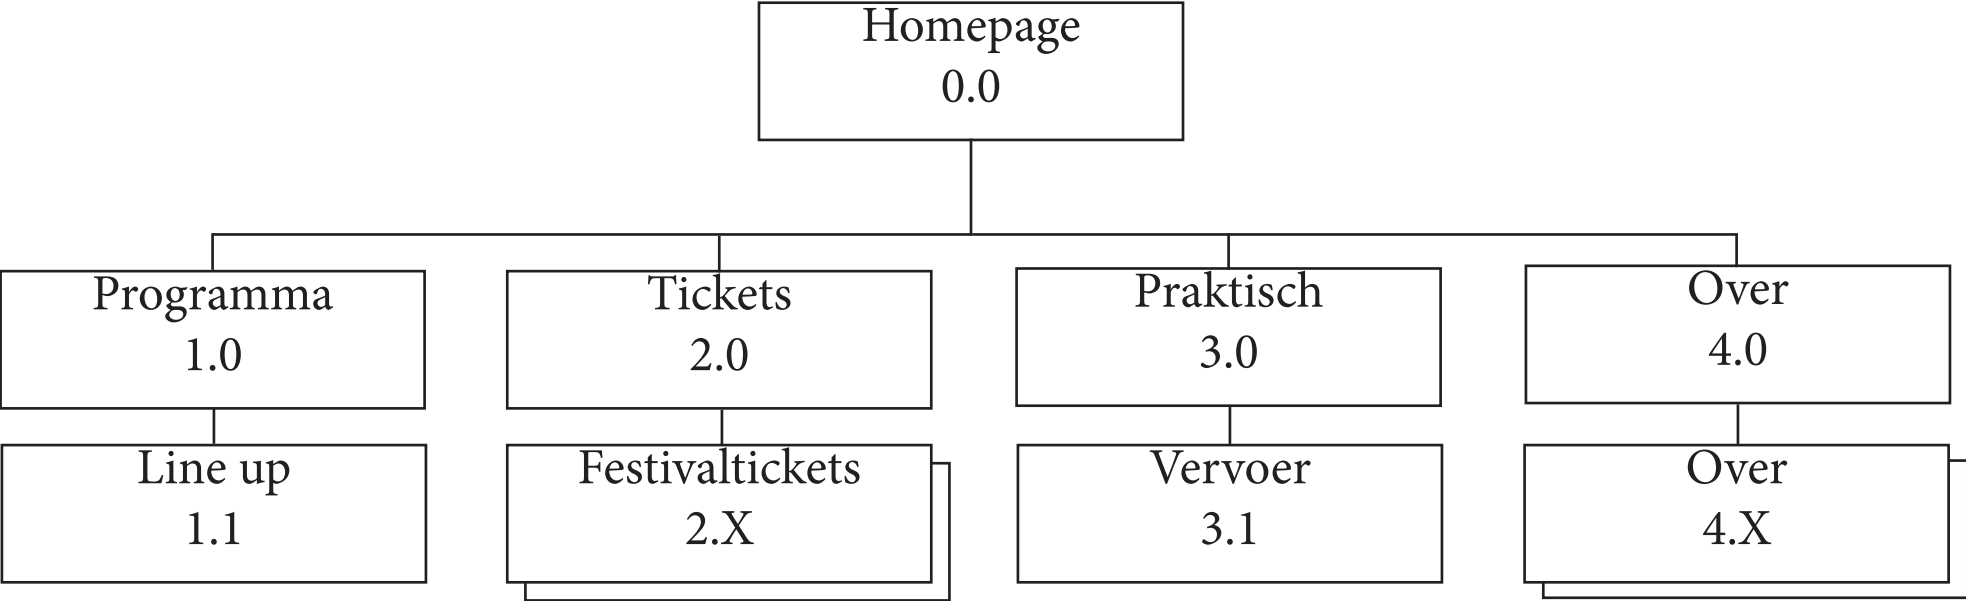 Homepage
0.0
Programma
1.0
Tickets
2.0
Praktisch
3.0
Over
4.0
Line up
1.1
Festivaltickets
2.X
Vervoer
3.1
Over
4.X